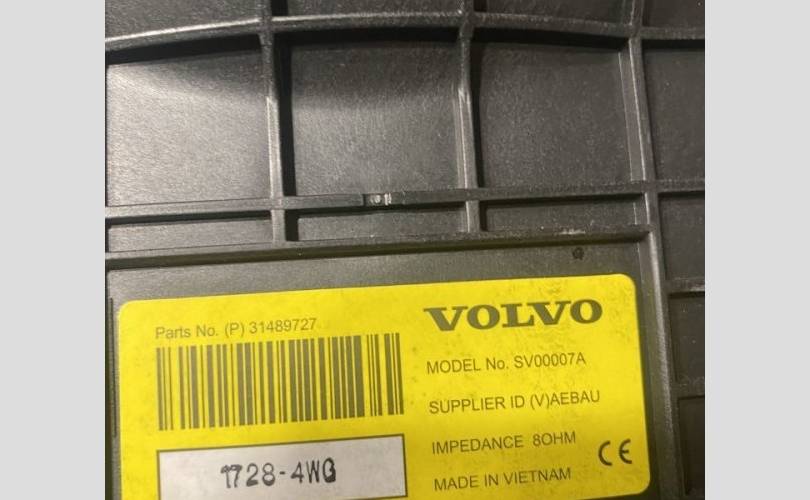 Parts No. (P) 31489727
1728-4WG
VOLVO
MODEL No. SV00007A
SUPPLIER ID (V)AEBAU
IMPEDANCE 8OHM
CE
MADE IN VIETNAM